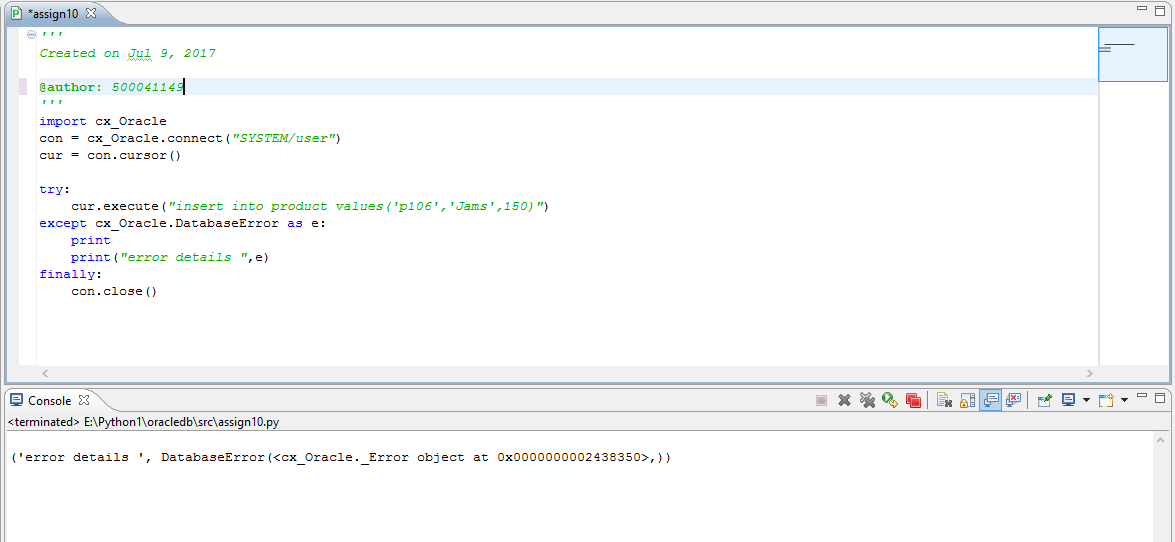 *assign10
'''
Created on Jul 9, 2017
@author: 500041149
'''
import cx_Oracle
con = cx_Oracle.connect("SYSTEM/user")
cur = con.cursor()
try:
    cur.execute("insert into product values('p106','Jams',150)")
except cx_Oracle.DatabaseError as e:
    print
    print("error details ",e)
finally:
    con.close()
Console
<terminated> E:\Python1\oracledb\src\assign10.py
('error details ', DatabaseError(<cx_Oracle._Error object at 0x0000000002438350>,))